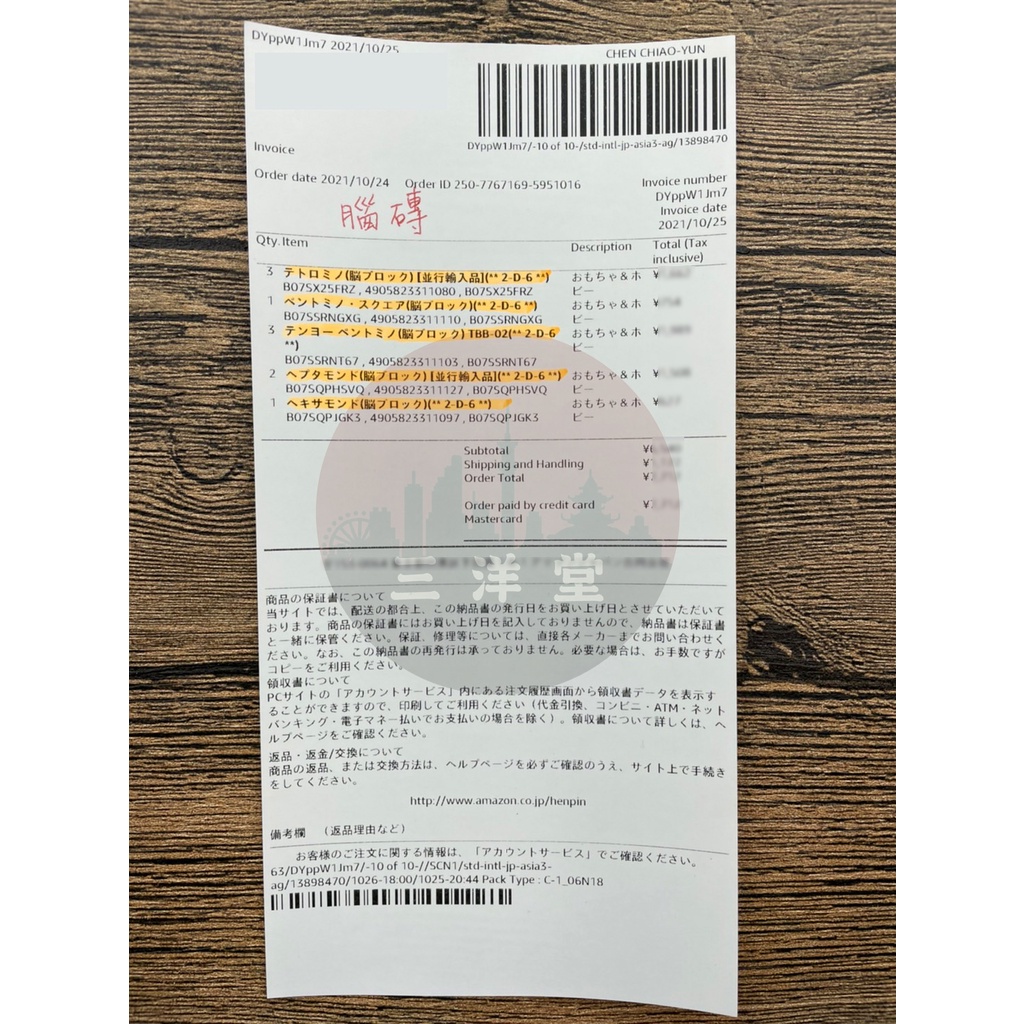 DYppW1Jm7 2021/10/25
CHEN CHIAO-YUN
DYppW1Jm7/-10 of 10-/std-intl-jp-asia3-ag/13898470
Invoice
Order date 2021/10/24 Order ID 250-7767169-5951016
Invoice number
DYppW1Jm7
Invoice date
2021/10/25
腦磚
Qty. Item Description Total (Tax inclusive)
3 テトロミノ(脳ブロック) [並行輸入品](** 2-D-6 **) おもちゃ&ホ ¥
B07SX25FRZ , 4905823311080 , B07SX25FRZ ビー
1 ペントミノ・スクエア(脳ブロック)(** 2-D-6 **) おもちゃ&ホ ¥
B07SSRNGXG, 4905823311110 , B07SSRNGXG ビー
3 テンヨー ペントミノ(脳ブロック) TBB-02(** 2-D-6 おもちゃ&ホ ¥
**) ビー
B07SSRNT67 , 4905823311103 , B07SSRNT67
2 ヘプタモンド(脳ブロック) [並行輸入品](** 2-D-6 **) おもちゃ&ホ ¥
B07SQPHSVQ , 4905823311127 , B07SQPHSVQ ビー
1 ヘキサモンド(脳ブロック)(** 2-D-6 **) おもちゃ&ホ ¥
B07SQPJGK3 , 4905823311097 , B07SQPJGK3 ビー
Subtotal ¥
Shipping and Handling ¥
Order Total ¥
Order paid by credit card ¥
Mastercard
三洋堂
商品の保証書について
当サイトでは、配送の都合上、この納品書の発行日をお買い上げ日とさせていただいて
おります。商品の保証書にはお買い上げ日を記入しておりませんので、納品書は保証書
と一緒に保管ください。保証、修理等については、直接各メーカーまでお問い合わせく
ださい。なお、この納品書の再発行は承っておりません。必要な場合は、お手数ですが
コピーをご利用ください。
領収書について
PCサイトの「アカウントサービス」内にある注文履歴画面から領収書データを表示す
ることができますので、印刷してご利用ください（代金引換、コンビニ・ATM・ネット
バンキング・電子マネー払いでお支払いの場合を除く）。領収書について詳しくは、ヘ
ルプページをご確認ください。
返品・返金/交換について
商品の返品、または交換方法は、ヘルプページを必ずご確認のうえ、サイト上で手続き
をしてください。
http://www.amazon.co.jp/henpin
備考欄 （返品理由など）
お客様のご注文に関する情報は、「アカウントサービス」でご確認ください。
63/DYppW1Jm7/-10 of 10-//SCN1/std-intl-jp-asia3-
ag/13898470/1026-18:00/1025-20:44 Pack Type : C-1_06N18